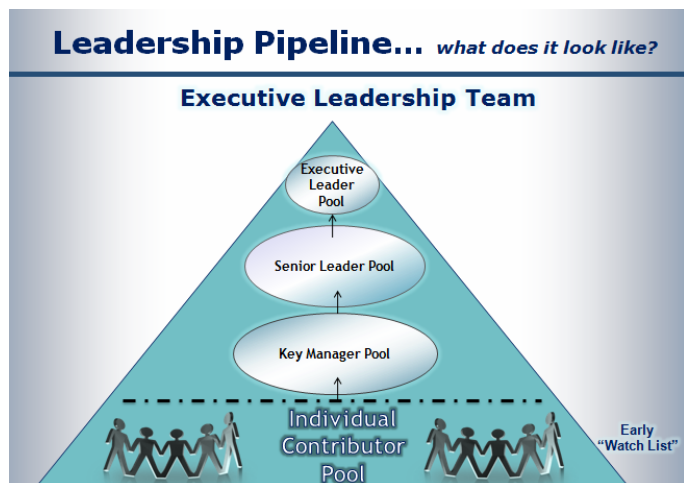 Leadership Pipeline... what does it look like?
Executive Leadership Team
Executive
Leader
Pool
Senior Leader Pool
Key Manager Pool
Individual
Contributor
Pool
Early
“Watch List”